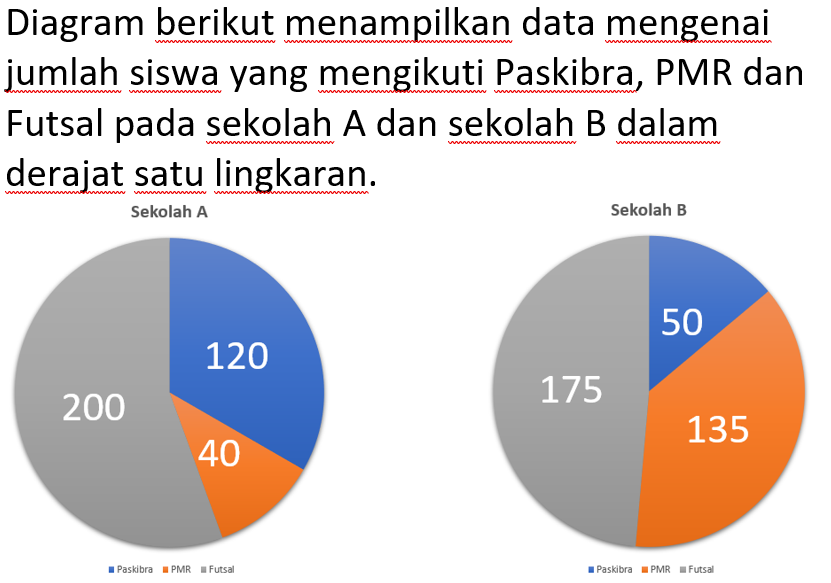 Diagram berikut menampilkan data mengenai
jumlah siswa yang mengikuti Paskibra, PMR dan
Futsal pada sekolah A dan sekolah B dalam
derajat satu lingkaran.
Sekolah A
120
200
40
Paskibra PMR Futsal
Sekolah B
50
175
135
Paskibra PMR Futsal